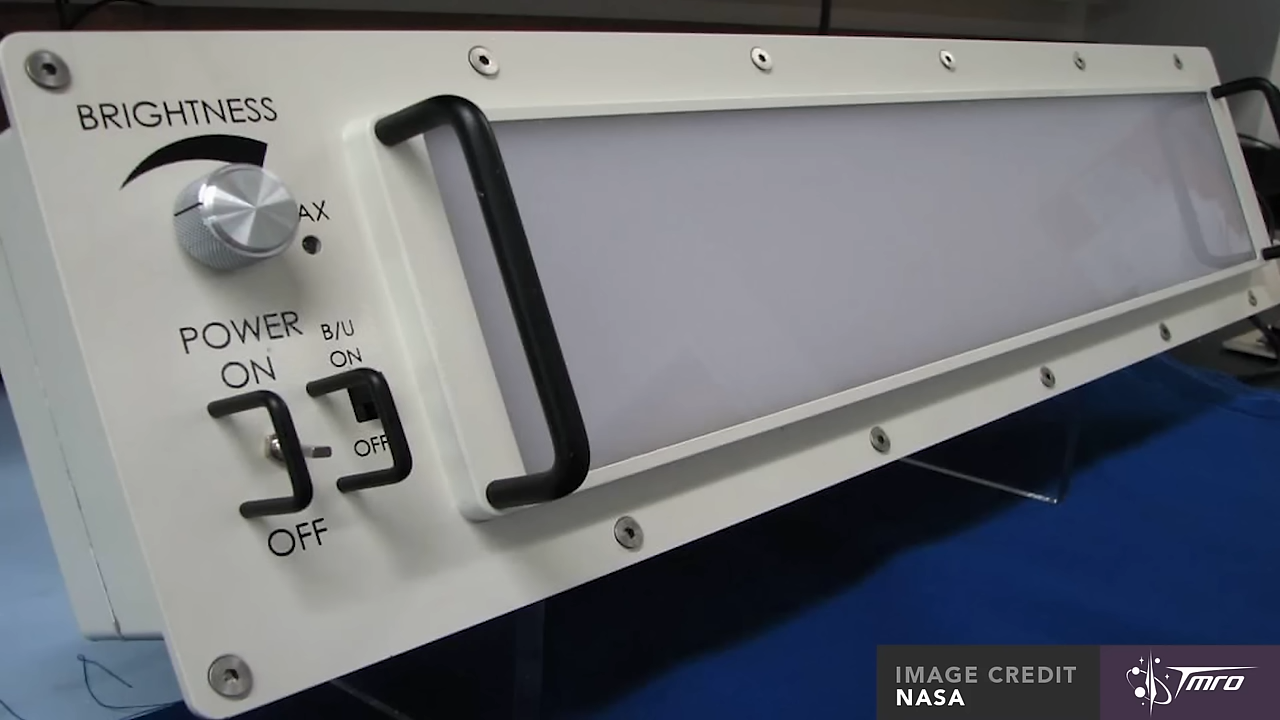 BRIGHTNESS
AX
POWER
ON
B/U
ON
OFF
OFF
IMAGE CREDIT
NASA
TMRO